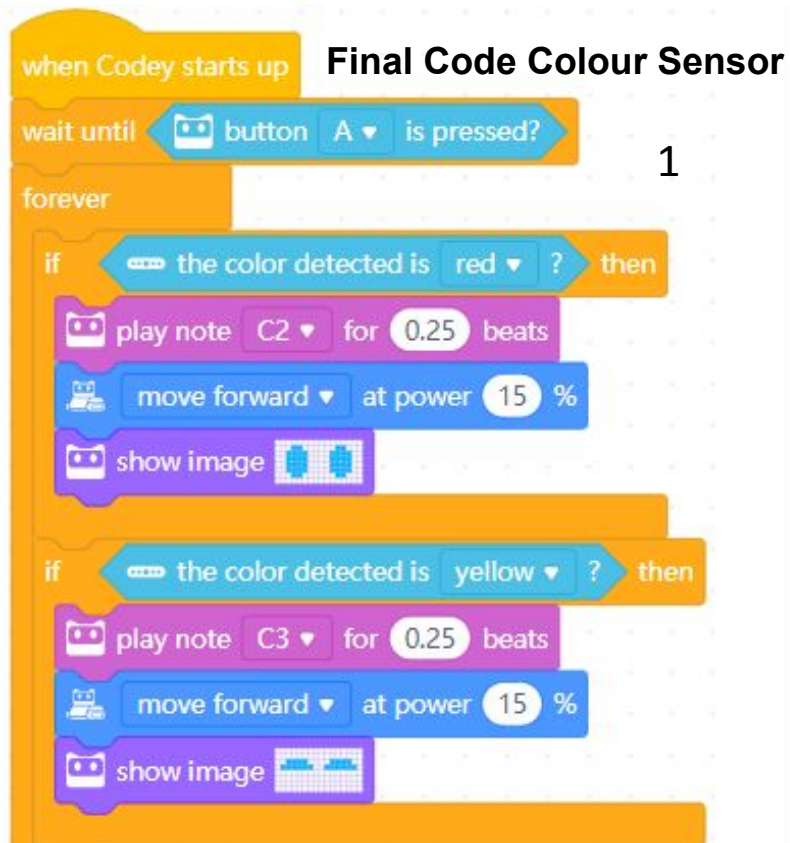 when Codey starts up
Final Code Colour Sensor
wait until button A is pressed?
1
forever
if the color detected is red ? then
play note C2 for 0.25 beats
move forward at power 15 %
show image
if the color detected is yellow ? then
play note C3 for 0.25 beats
move forward at power 15 %
show image